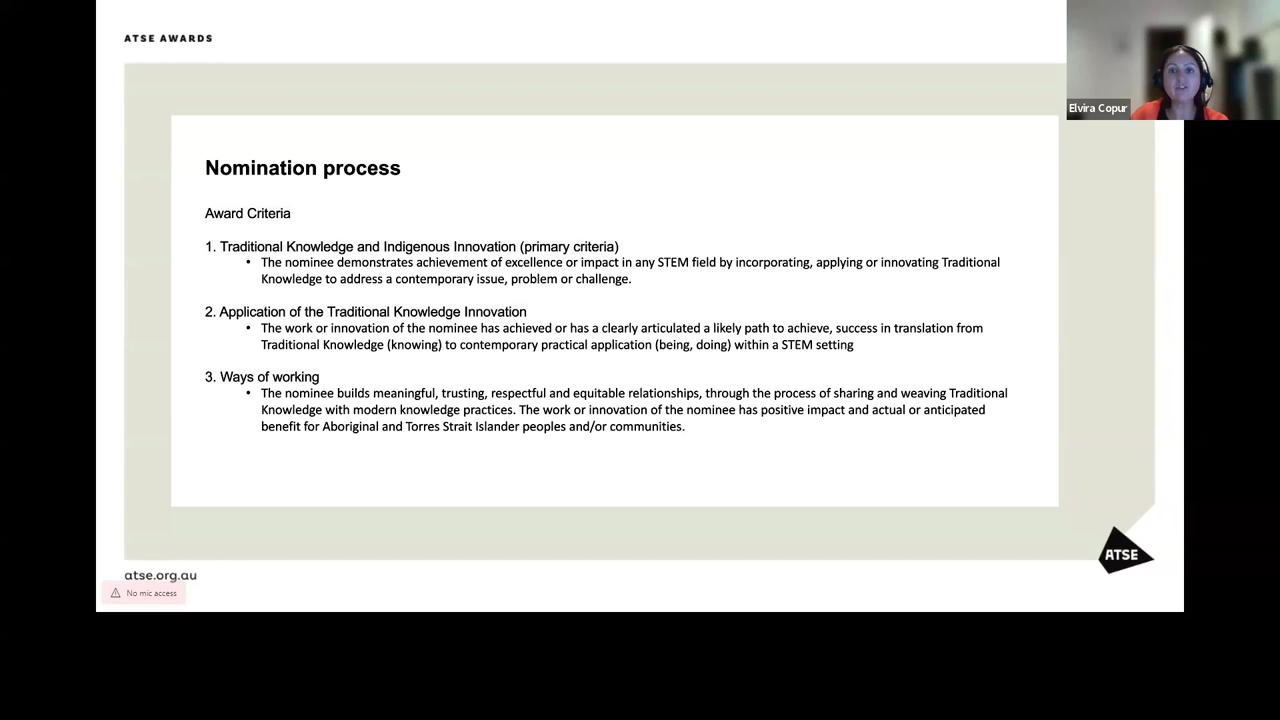 ATSE AWARDS
Elvira Copur
Nomination process
Award Criteria
1. Traditional Knowledge and Indigenous Innovation (primary criteria)
• The nominee demonstrates achievement of excellence or impact in any STEM field by incorporating, applying or innovating Traditional
Knowledge to address a contemporary issue, problem or challenge.
2. Application of the Traditional Knowledge Innovation
• The work or innovation of the nominee has achieved or has a clearly articulated a likely path to achieve, success in translation from
Traditional Knowledge (knowing) to contemporary practical application (being, doing) within a STEM setting
3. Ways of working
• The nominee builds meaningful, trusting, respectful and equitable relationships, through the process of sharing and weaving Traditional
Knowledge with modern knowledge practices. The work or innovation of the nominee has positive impact and actual or anticipated
benefit for Aboriginal and Torres Strait Islander peoples and/or communities.
ATSE
atse.org.au
No mic access